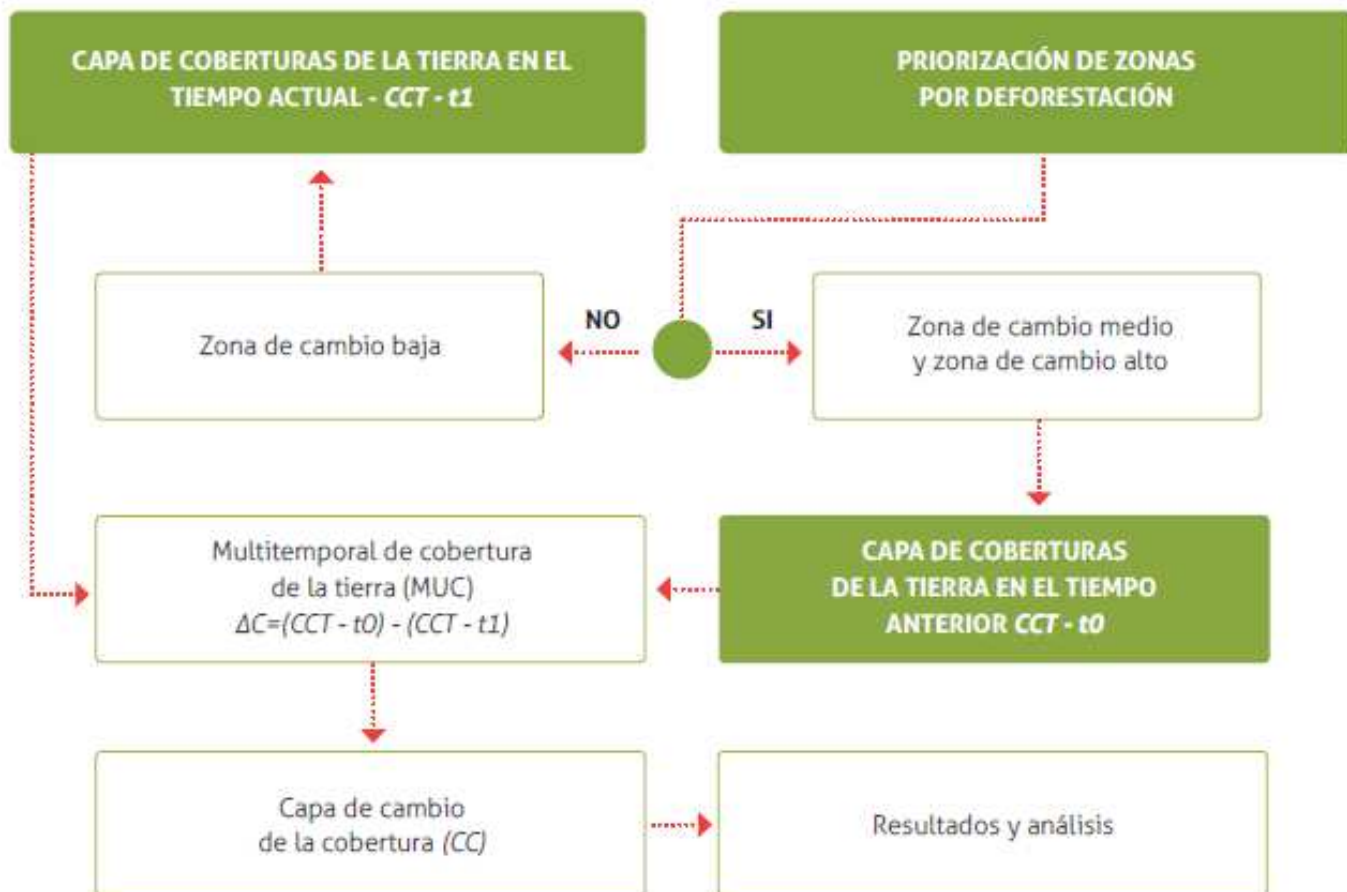 CAPA DE COBERTURAS DE LA TIERRA EN EL
TIEMPO ACTUAL - CCT - t1
PRIORIZACIÓN DE ZONAS
POR DEFORESTACIÓN
Zona de cambio baja
NO
SI
Zona de cambio medio
y zona de cambio alto
Multitemporal de cobertura
de la tierra (MUC)
ΔC=(CCT - t0) - (CCT - t1)
CAPA DE COBERTURAS
DE LA TIERRA EN EL TIEMPO
ANTERIOR CCT - t0
Capa de cambio
de la cobertura (CC)
Resultados y análisis